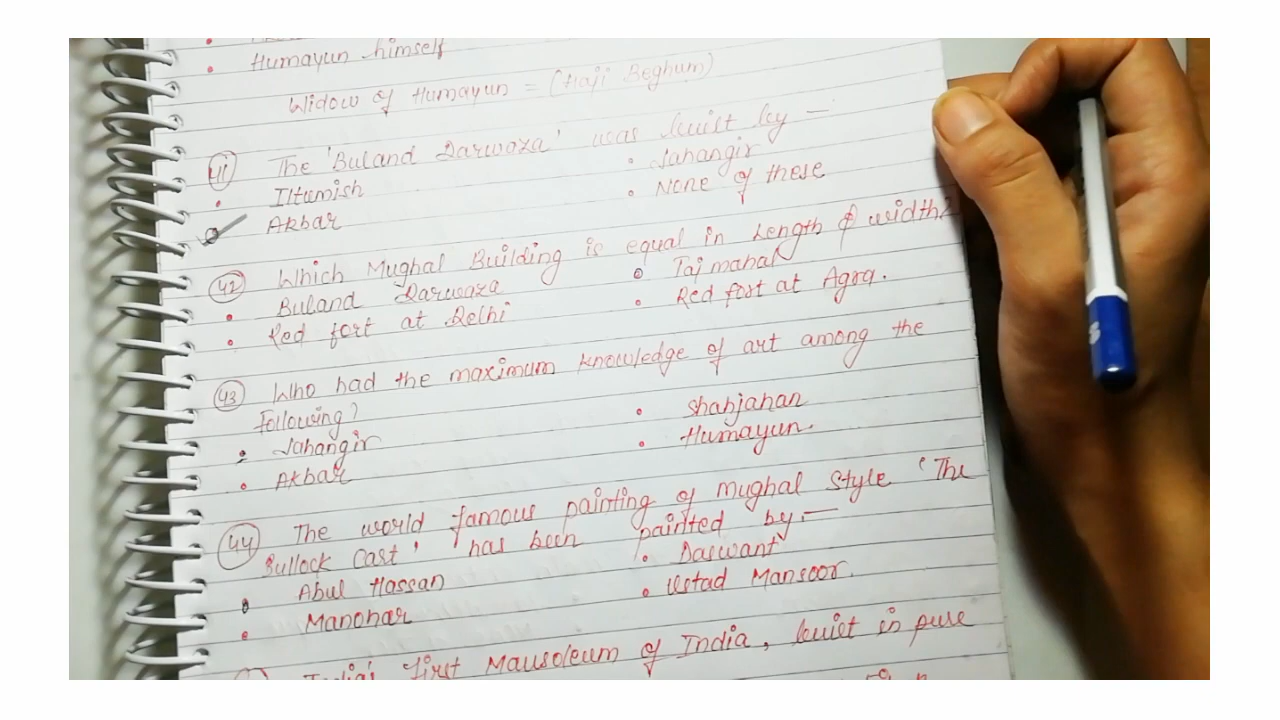 Humayun himself
Widow of Humayun = (Haji Beghum)
41 The 'Buland Darwaza' was built by —
Iltumish
Jahangir
Akbar
None of these
42 Which Mughal Building is equal in Length & width?
Buland Darwaza
Taj mahal
Red fort at Delhi
Red fort at Agra.
43 Who had the maximum knowledge of art among the
following?
Jahangir
Shahjahan
Akbar
Humayun.
44 The world famous painting of Mughal Style 'The
Bullock Cart' has been painted by,—
Abul Hassan
Daswant
Manohar
Ustad Mansoor.
India's first Mausoleum of India, built in pure